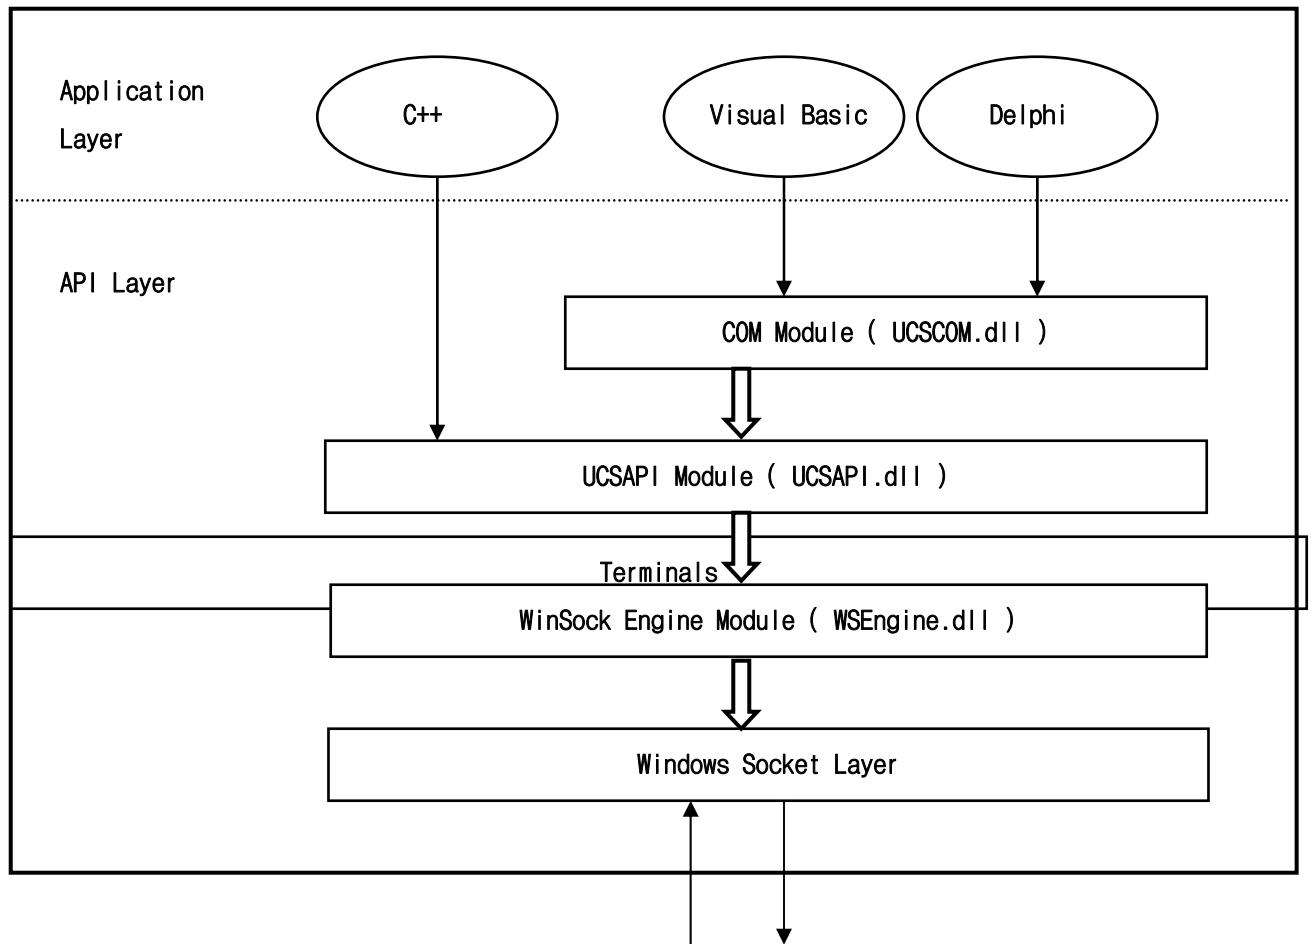 Application
Layer
C++
Visual Basic
Delphi
API Layer
COM Module ( UCSCOM.dll )
UCSAPI Module ( UCSAPI.dll )
Terminals
WinSock Engine Module ( WSEngine.dll )
Windows Socket Layer